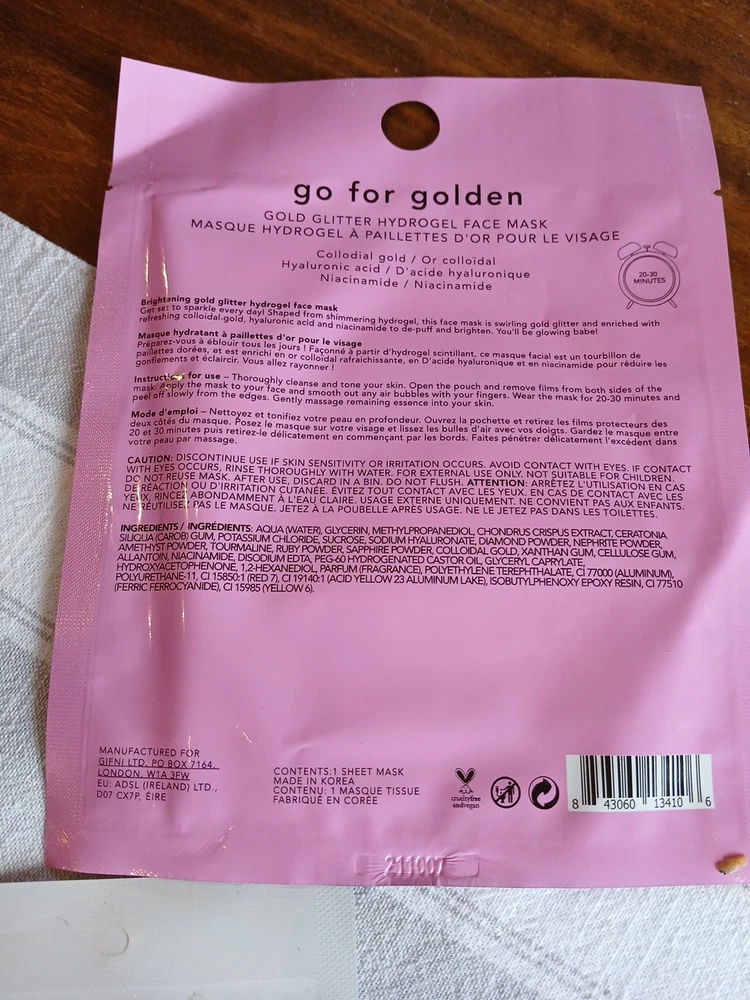 go for golden
GOLD GLITTER HYDROGEL FACE MASK
MASQUE HYDROGEL À PAILLETTES D'OR POUR LE VISAGE
Collodial gold / Or colloïdal
Hyaluronic acid / D'acide hyaluronique
Niacinamide / Niacinamide
20-30
MINUTES
Brightening gold glitter hydrogel face mask
Get set to sparkle every day! Shaped from shimmering hydrogel, this face mask is swirling gold glitter and enriched with
refreshing colloidal gold, hyaluronic acid and niacinamide to de-puff and brighten. You'll be glowing babe!
Masque hydratant à paillettes d'or pour le visage
Préparez-vous à éblouir tous les jours ! Façonné à partir d'hydrogel scintillant, ce masque facial est un tourbillon de
paillettes dorées, et est enrichi en or colloïdal rafraichissante, en D'acide hyaluronique et en niacinamide pour réduire les
gonflements et éclaircir. Vous allez rayonner !
Instructions for use – Thoroughly cleanse and tone your skin. Open the pouch and remove films from both sides of the
mask. Apply the mask to your face and smooth out any air bubbles with your fingers. Wear the mask for 20-30 minutes and
peel off slowly from the edges. Gently massage remaining essence into your skin.
Mode d'emploi – Nettoyez et tonifiez votre peau en profondeur. Ouvrez la pochette et retirez les films protecteurs des
deux côtés du masque. Posez le masque sur votre visage et lissez les bulles d'air avec vos doigts. Gardez le masque entre
20 et 30 minutes puis retirez-le délicatement en commençant par les bords. Faites pénétrer délicatement l'excédent dans
votre peau par massage.
CAUTION: DISCONTINUE USE IF SKIN SENSITIVITY OR IRRITATION OCCURS. AVOID CONTACT WITH EYES. IF CONTACT
WITH EYES OCCURS, RINSE THOROUGHLY WITH WATER. FOR EXTERNAL USE ONLY. NOT SUITABLE FOR CHILDREN.
DO NOT REUSE MASK. AFTER USE, DISCARD IN A BIN. DO NOT FLUSH. ATTENTION: ARRÊTEZ L'UTILISATION EN CAS
DE RÉACTION OU D'IRRITATION CUTANÉE. ÉVITEZ TOUT CONTACT AVEC LES YEUX. EN CAS DE CONTACT AVEC LES
YEUX, RINCEZ ABONDAMMENT À L'EAU CLAIRE. USAGE EXTERNE UNIQUEMENT. NE CONVIENT PAS AUX ENFANTS.
NE RÉUTILISEZ PAS LE MASQUE. JETEZ À LA POUBELLE APRÈS USAGE. NE LE JETEZ PAS DANS LES TOILETTES.
INGREDIENTS / INGRÉDIENTS: AQUA (WATER), GLYCERIN, METHYLPROPANEDIOL, CHONDRUS CRISPUS EXTRACT, CERATONIA
SILIQUA (CAROB) GUM, POTASSIUM CHLORIDE, SUCROSE, SODIUM HYALURONATE, DIAMOND POWDER, NEPHRITE POWDER,
AMETHYST POWDER, TOURMALINE, RUBY POWDER, SAPPHIRE POWDER, COLLOIDAL GOLD, XANTHAN GUM, CELLULOSE GUM,
ALLANTOIN, NIACINAMIDE, DISODIUM EDTA, PEG-60 HYDROGENATED CASTOR OIL, GLYCERYL CAPRYLATE,
HYDROXYACETOPHENONE, 1,2-HEXANEDIOL, PARFUM (FRAGRANCE), POLYETHYLENE TEREPHTHALATE, CI 77000 (ALUMINUM),
POLYURETHANE-11, CI 15850:1 (RED 7), CI 19140:1 (ACID YELLOW 23 ALUMINUM LAKE), ISOBUTYLPHENOXY EPOXY RESIN, CI 77510
(FERRIC FERROCYANIDE), CI 15985 (YELLOW 6).
MANUFACTURED FOR
GIFNI LTD, PO BOX 7164,
LONDON, W1A 3FW
EU: ADSL (IRELAND) LTD.,
D07 CX7P, ÉIRE
CONTENTS:1 SHEET MASK
MADE IN KOREA
CONTENU: 1 MASQUE TISSUE
FABRIQUÉ EN CORÉE
crueltyfree
andvegan
8 43060 13410 6
211007